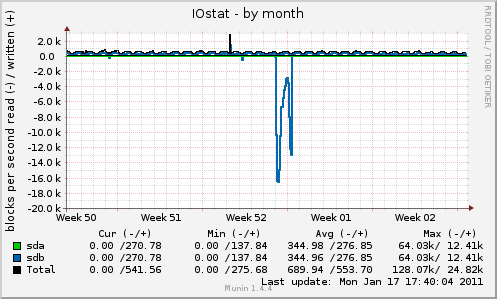 IOstat - by month
RRDTOOL / TOBI OETIKER
blocks per second read (-) / written (+)
2.0 k
0.0
-2.0 k
-4.0 k
-6.0 k
-8.0 k
-10.0 k
-12.0 k
-14.0 k
-16.0 k
-18.0 k
-20.0 k
Week 50 Week 51 Week 52 Week 01 Week 02
Cur (-/+) Min (-/+) Avg (-/+) Max (-/+)
sda 0.00 /270.78 0.00 /137.84 344.98 /276.85 64.03k/ 12.41k
sdb 0.00 /270.78 0.00 /137.84 344.96 /276.85 64.03k/ 12.41k
Total 0.00 /541.56 0.00 /275.68 689.94 /553.70 128.07k/ 24.82k
Last update: Mon Jan 17 17:40:04 2011
Munin 1.4.4